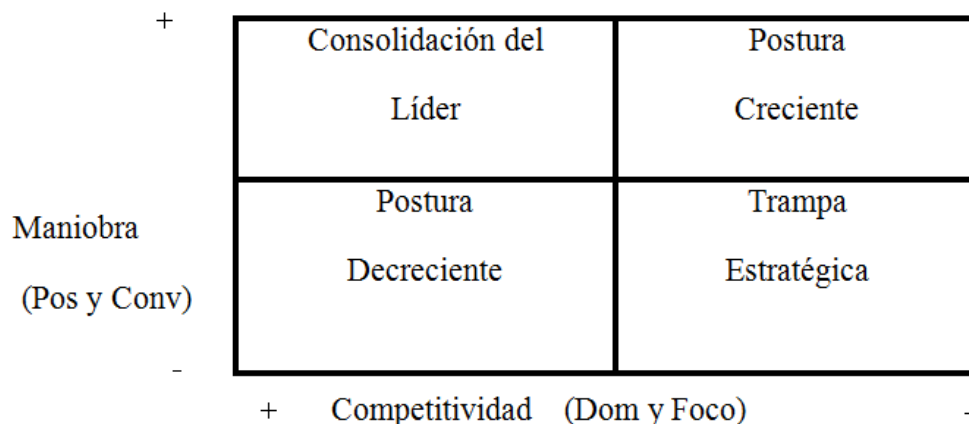 +
Consolidación del
Líder
Postura
Creciente
Maniobra
(Pos y Conv)
Postura
Decreciente
Trampa
Estratégica
-
+ Competitividad (Dom y Foco) -